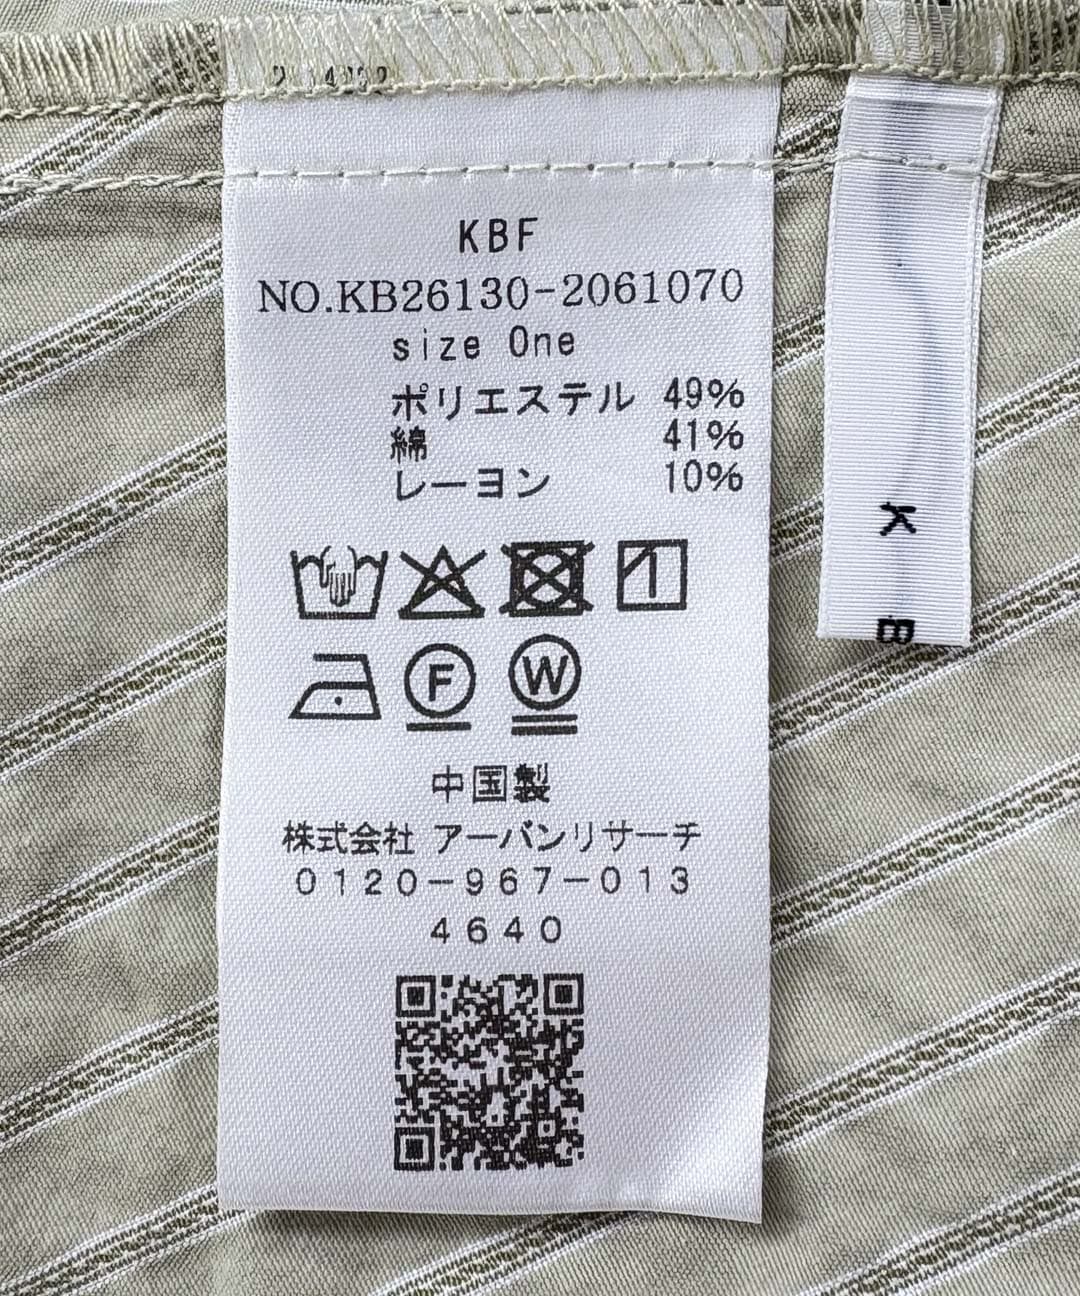 KBF
NO.KB26130-2061070
size One
ポリエステル 49%
綿 41%
レーヨン 10%
F W
中国製
株式会社 アーバンリサーチ
0120-967-013
4640
K B